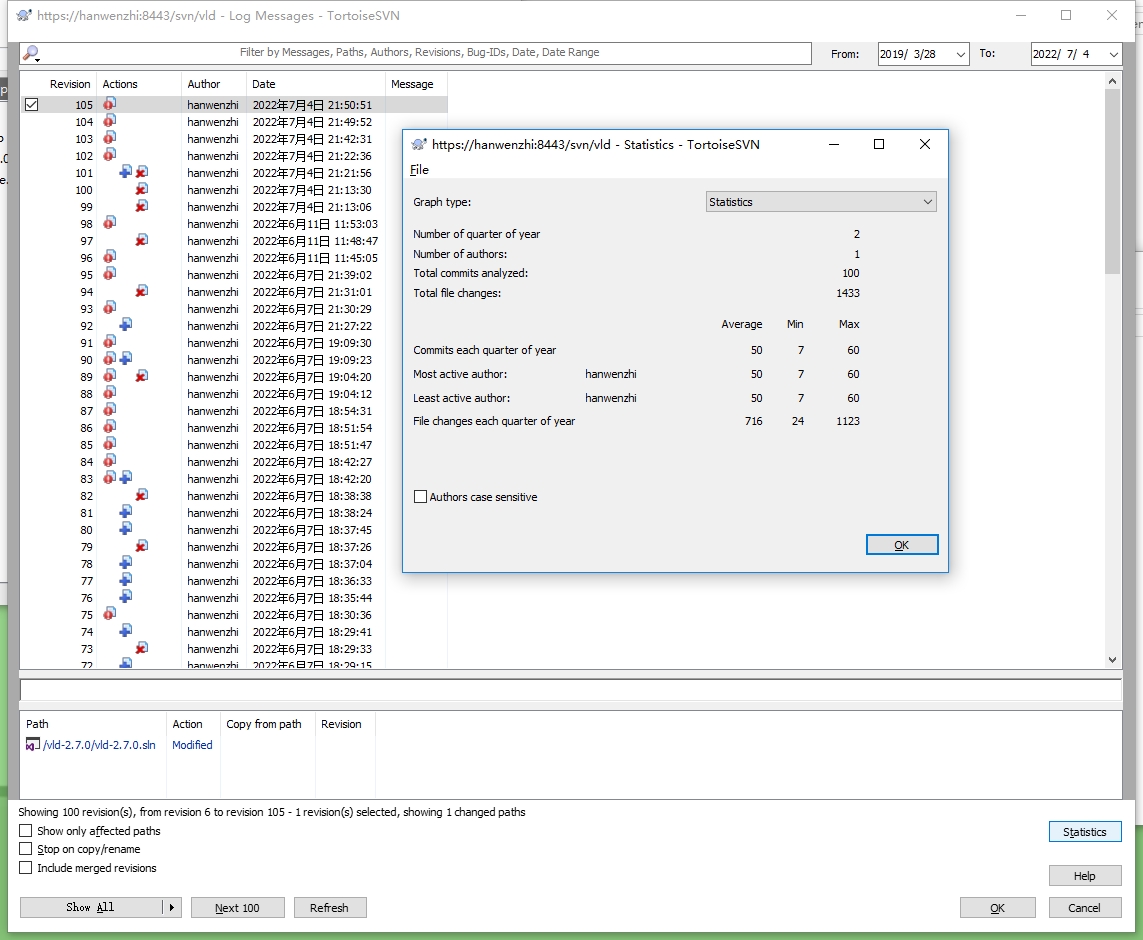 https://hanwenzhi:8443/svn/vld - Log Messages - TortoiseSVN
Filter by Messages, Paths, Authors, Revisions, Bug-IDs, Date, Date Range
From: 2019/ 3/28 To: 2022/ 7/ 4
Revision Actions Author Date Message
105 hanwenzhi 2022年7月4日 21:50:51
104 hanwenzhi 2022年7月4日 21:49:52
103 hanwenzhi 2022年7月4日 21:42:31
102 hanwenzhi 2022年7月4日 21:22:36
101 hanwenzhi 2022年7月4日 21:21:56
100 hanwenzhi 2022年7月4日 21:13:30
99 hanwenzhi 2022年7月4日 21:13:06
98 hanwenzhi 2022年6月11日 11:53:03
97 hanwenzhi 2022年6月11日 11:48:47
96 hanwenzhi 2022年6月11日 11:45:05
95 hanwenzhi 2022年6月7日 21:39:02
94 hanwenzhi 2022年6月7日 21:31:01
93 hanwenzhi 2022年6月7日 21:30:29
92 hanwenzhi 2022年6月7日 21:27:22
91 hanwenzhi 2022年6月7日 19:09:30
90 hanwenzhi 2022年6月7日 19:09:23
89 hanwenzhi 2022年6月7日 19:04:20
88 hanwenzhi 2022年6月7日 19:04:12
87 hanwenzhi 2022年6月7日 18:54:31
86 hanwenzhi 2022年6月7日 18:51:54
85 hanwenzhi 2022年6月7日 18:51:47
84 hanwenzhi 2022年6月7日 18:42:27
83 hanwenzhi 2022年6月7日 18:42:20
82 hanwenzhi 2022年6月7日 18:38:38
81 hanwenzhi 2022年6月7日 18:38:24
80 hanwenzhi 2022年6月7日 18:37:45
79 hanwenzhi 2022年6月7日 18:37:26
78 hanwenzhi 2022年6月7日 18:37:04
77 hanwenzhi 2022年6月7日 18:36:33
76 hanwenzhi 2022年6月7日 18:35:44
75 hanwenzhi 2022年6月7日 18:30:36
74 hanwenzhi 2022年6月7日 18:29:41
73 hanwenzhi 2022年6月7日 18:29:33
72 hanwenzhi 2022年6月7日 18:29:15
https://hanwenzhi:8443/svn/vld - Statistics - TortoiseSVN
File
Graph type: Statistics
Number of quarter of year 2
Number of authors: 1
Total commits analyzed: 100
Total file changes: 1433
Average Min Max
Commits each quarter of year 50 7 60
Most active author: hanwenzhi 50 7 60
Least active author: hanwenzhi 50 7 60
File changes each quarter of year 716 24 1123
Authors case sensitive
OK
Path Action Copy from path Revision
/vld-2.7.0/vld-2.7.0.sln Modified
Showing 100 revision(s), from revision 6 to revision 105 - 1 revision(s) selected, showing 1 changed paths
Show only affected paths
Statistics
Stop on copy/rename
Include merged revisions
Help
Show All Next 100 Refresh OK Cancel